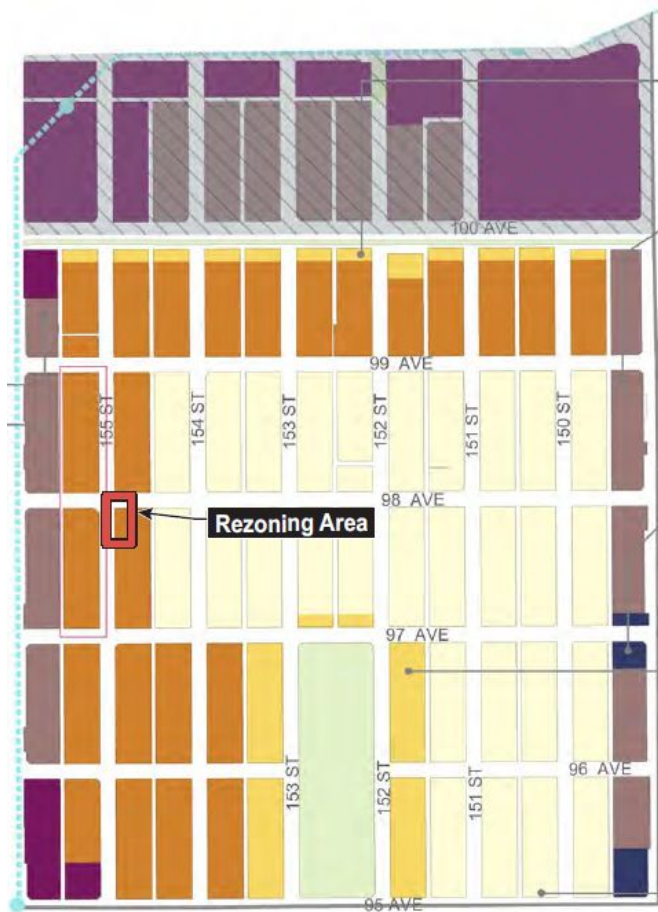 100 AVE
99 AVE
155 ST
154 ST
153 ST
152 ST
151 ST
150 ST
98 AVE
Rezoning Area
97 AVE
96 AVE
153 ST
152 ST
151 ST
95 AVE